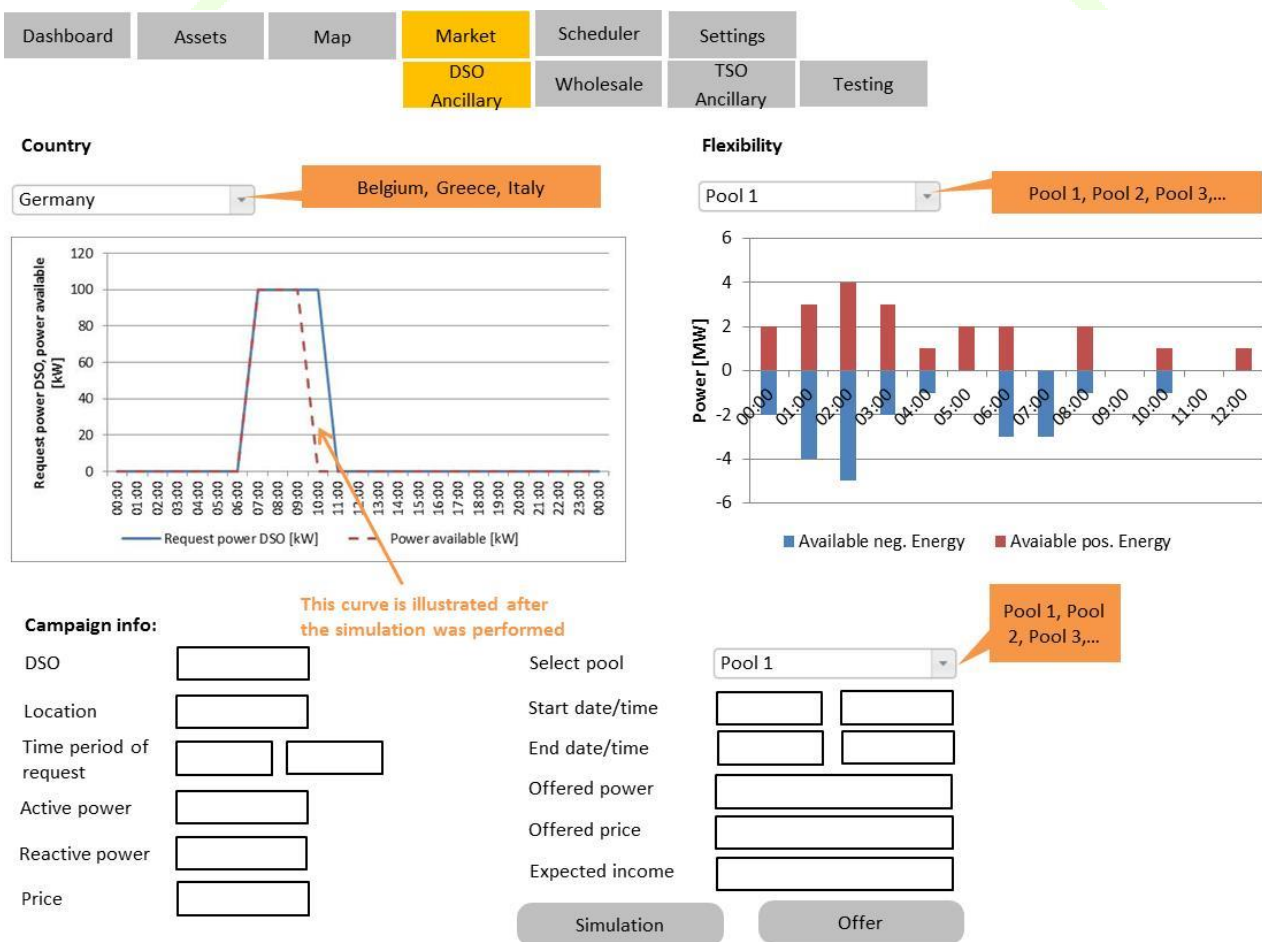 Dashboard
Assets
Map
Market
Scheduler
Settings
DSO
Ancillary
Wholesale
TSO
Ancillary
Testing
Country
Germany
Belgium, Greece, Italy
Flexibility
Pool 1
Pool 1, Pool 2, Pool 3,...
Request power DSO, power available
[kW]
120
100
80
60
40
20
0
00:00
01:00
02:00
03:00
04:00
05:00
06:00
07:00
08:00
09:00
10:00
11:00
12:00
13:00
14:00
15:00
16:00
17:00
18:00
19:00
20:00
21:00
22:00
23:00
00:00
Request power DSO [kW]
Power available [kW]
This curve is illustrated after
the simulation was performed
Power [MW]
6
4
2
0
-2
-4
-6
00:00
01:00
02:00
03:00
04:00
05:00
06:00
07:00
08:00
09:00
10:00
11:00
12:00
Available neg. Energy
Avaiable pos. Energy
Campaign info:
DSO
Location
Time period of
request
Active power
Reactive power
Price
Select pool
Pool 1
Pool 1, Pool
2, Pool 3,...
Start date/time
End date/time
Offered power
Offered price
Expected income
Simulation
Offer